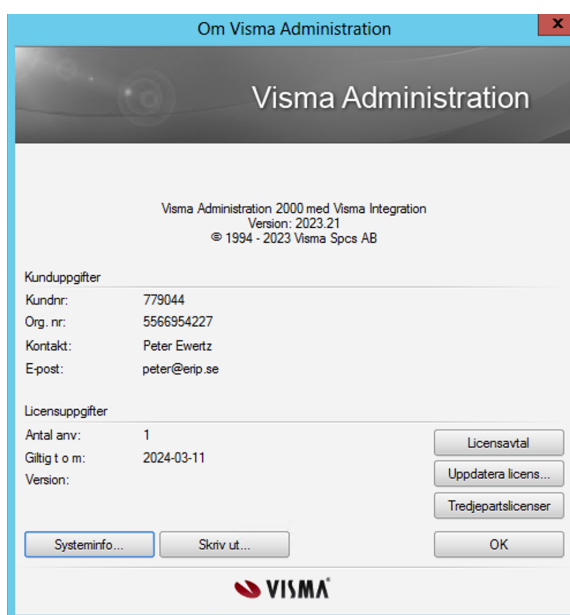 Om Visma Administration
x
Visma Administration
Visma Administration 2000 med Visma Integration
Version: 2023.21
© 1994 - 2023 Visma Spcs AB
Kunduppgifter
Kundnr: 779044
Org. nr: 5566954227
Kontakt: Peter Ewertz
E-post: peter@erip.se
Licensuppgifter
Antal anv: 1
Giltig t o m: 2024-03-11
Version:
Licensavtal
Uppdatera licens...
Tredjepartslicenser
Systeminfo... Skriv ut... OK
VISMA